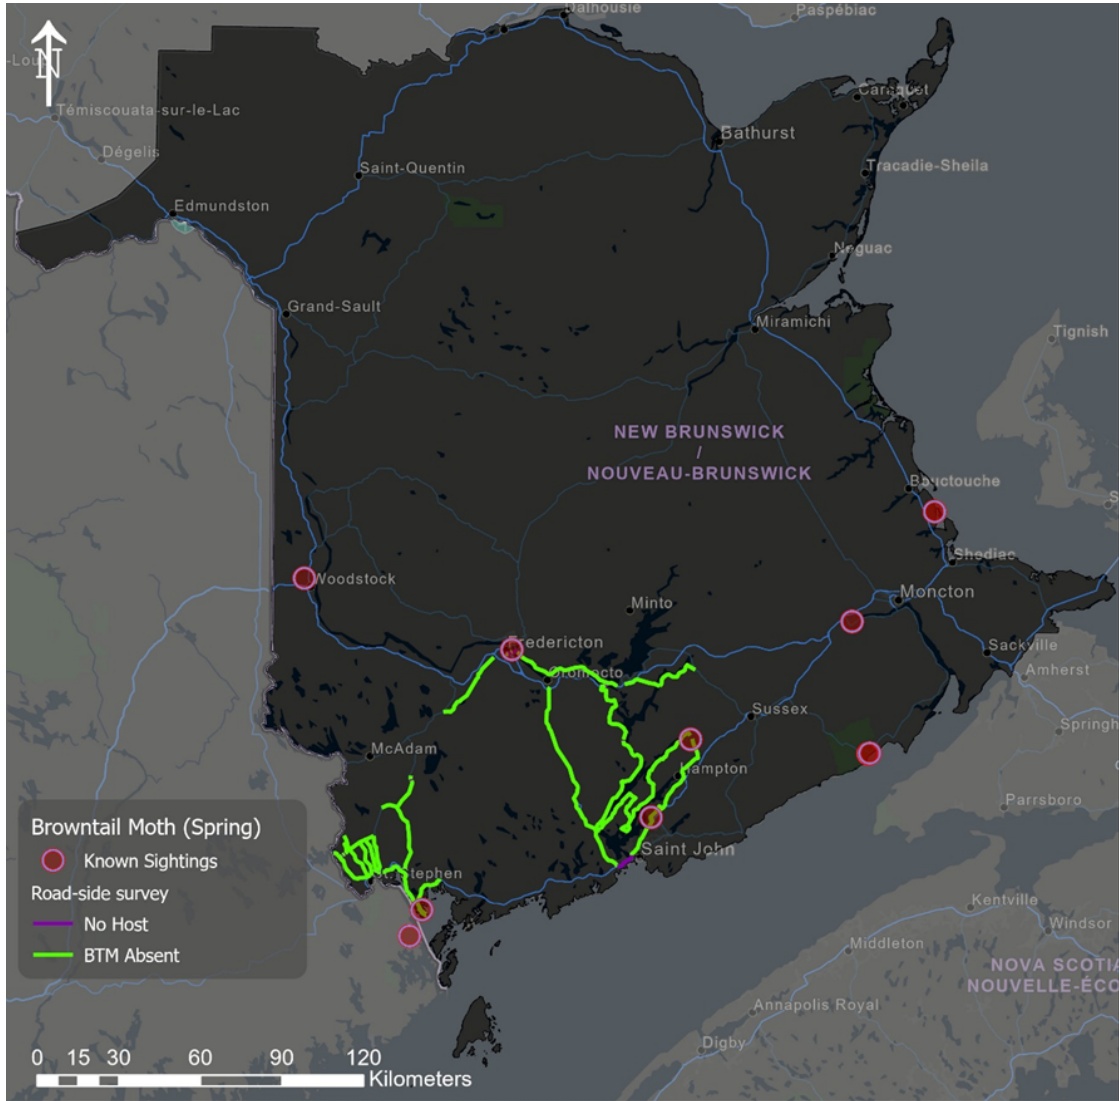 Dalhousie
Paspébiac
N
Témiscouata-sur-le-Lac
Caraquet
Bathurst
Dégelis
Saint-Quentin
Tracadie-Sheila
Edmundston
Neguac
Grand-Sault
Miramichi
Tignish
NEW BRUNSWICK
/
NOUVEAU-BRUNSWICK
Bouctouche
Shediac
Woodstock
Moncton
Minto
Fredericton
Sackville
Amherst
Oromocto
Sussex
McAdam
Hampton
Parrsboro
Browntail Moth (Spring)
Known Sightings
Road-side survey
No Host
BTM Absent
Saint John
St. Stephen
Kentville
Windsor
Middleton
NOVA SCOTIA
NOUVELLE-ÉCO
Annapolis Royal
Digby
0 15 30 60 90 120
Kilometers